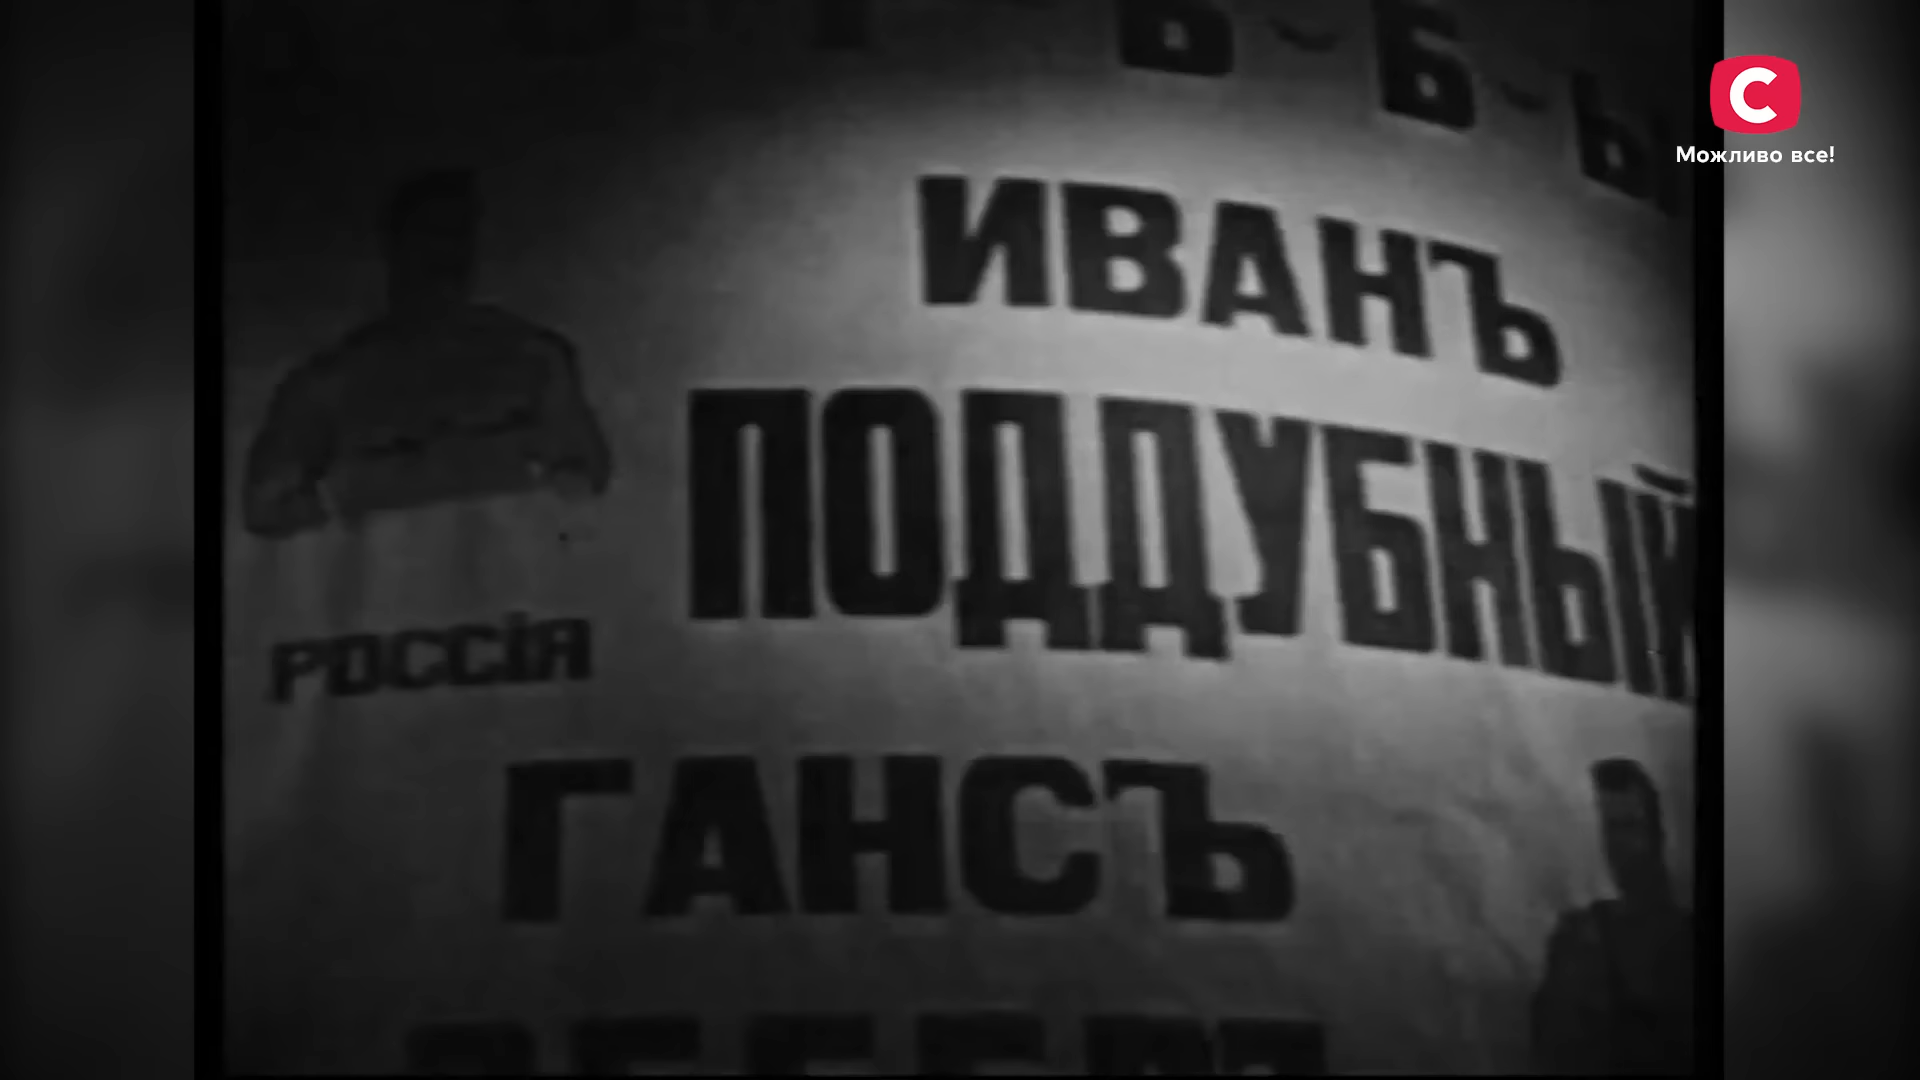 Б-Б-Ы
ИВАНЪ
ПОДДУБНЫЙ
РОССІЯ
ГАНСЪ
С
Можливо все!